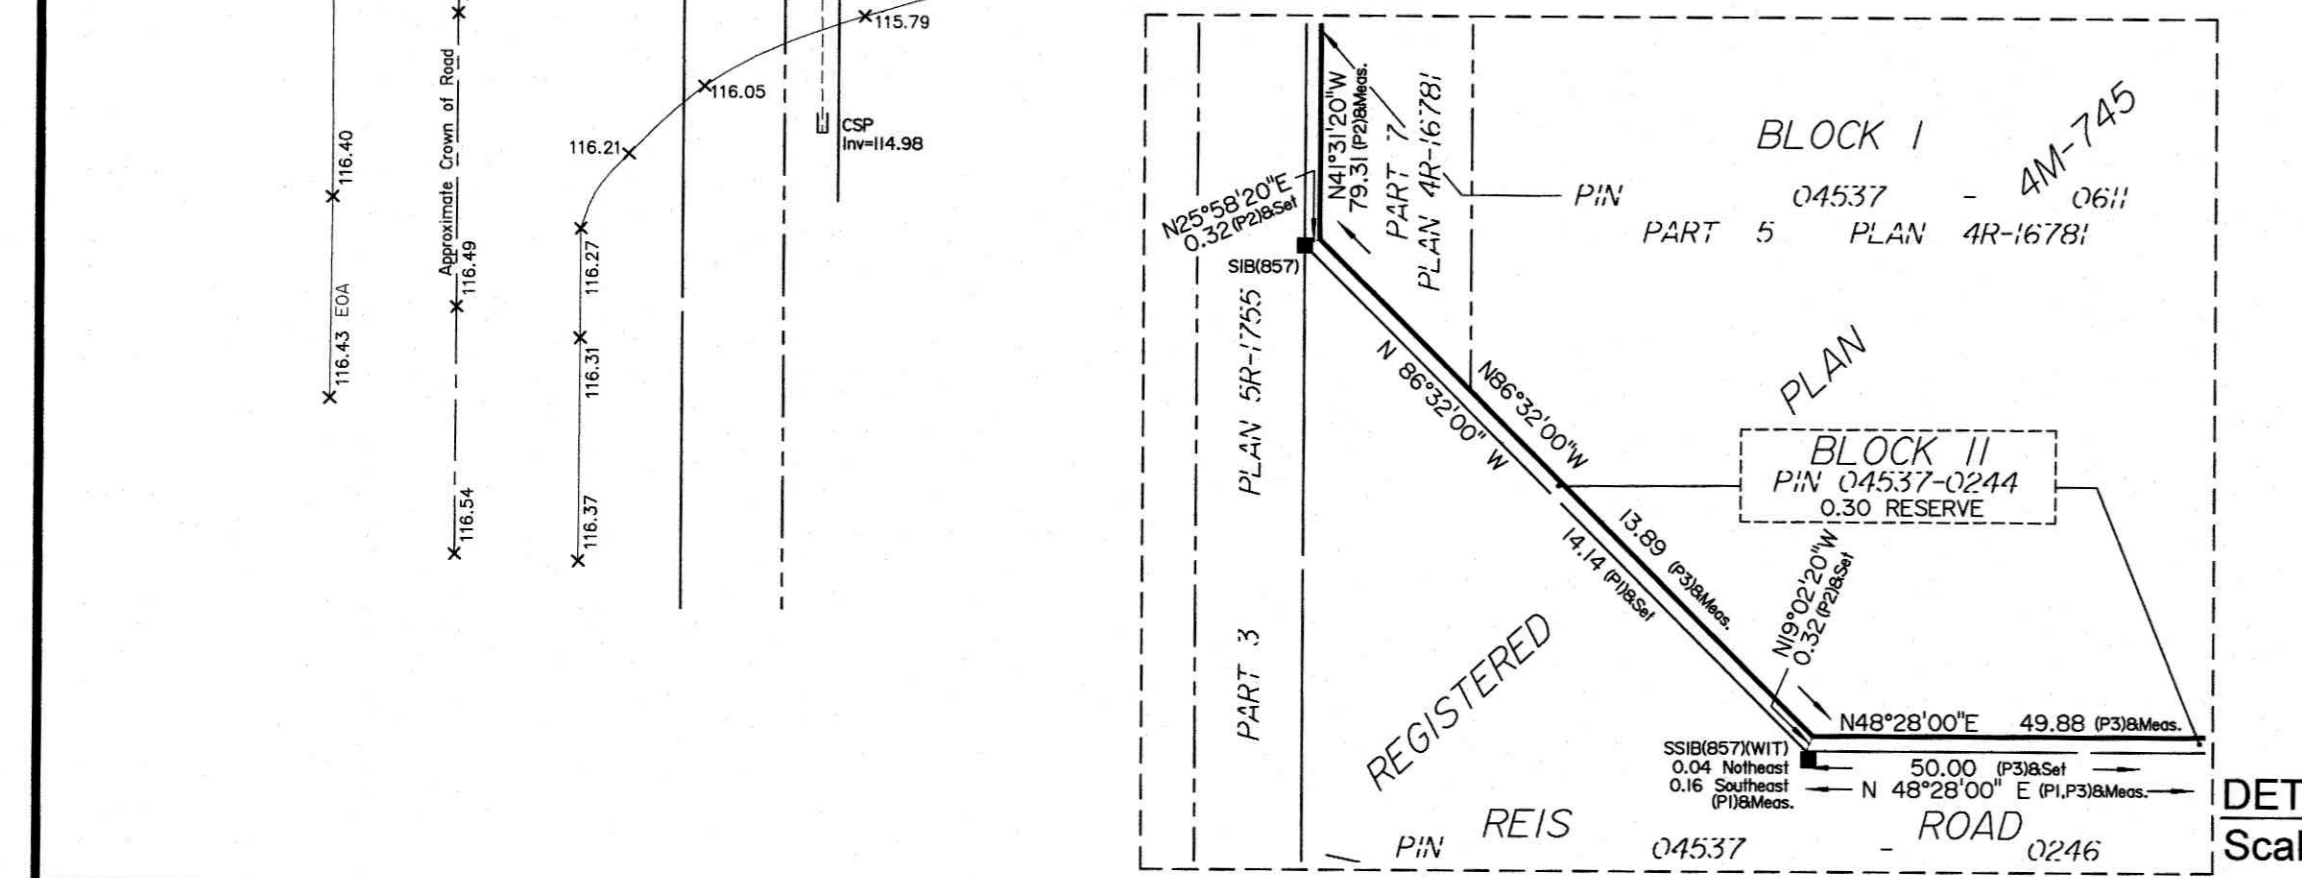 115.79
116.05
116.21
CSP
Inv=114.98
116.40
116.43 EOA
Approximate Crown of Road
116.49
116.54
116.27
116.31
116.37
N41°31'20"W
79.31 (P2)&Meas.
PART 7
PLAN 4R-16781
BLOCK 1
4M-745
PIN 04537 - 0611
PART 5 PLAN 4R-16781
N25°58'20"E
0.32 (P2)&Set
SIB(857)
PLAN 5R-1755
PART 3
N 86°32'00" W
N86°32'00"W
PLAN
BLOCK 11
PIN 04537-0244
0.30 RESERVE
13.89 (P3)&Meas.
14.14 (P1)&Set
N19°02'20"W
0.32 (P2)&Set
REGISTERED
N48°28'00"E 49.88 (P3)&Meas.
SSIB(857)(WIT)
0.04 Notheast
0.16 Southeast
(P1)&Meas.
50.00 (P3)&Set
N 48°28'00" E (P1,P3)&Meas.
REIS ROAD
PIN 04537 - 0246
DET
Scal